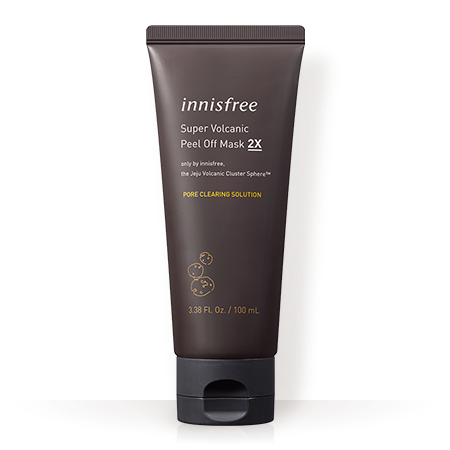 innisfree
Super Volcanic
Peel Off Mask 2X
only by innisfree,
the Jeju Volcanic Cluster Sphere™
PORE CLEARING SOLUTION
3.38 Fl. Oz. / 100 mL